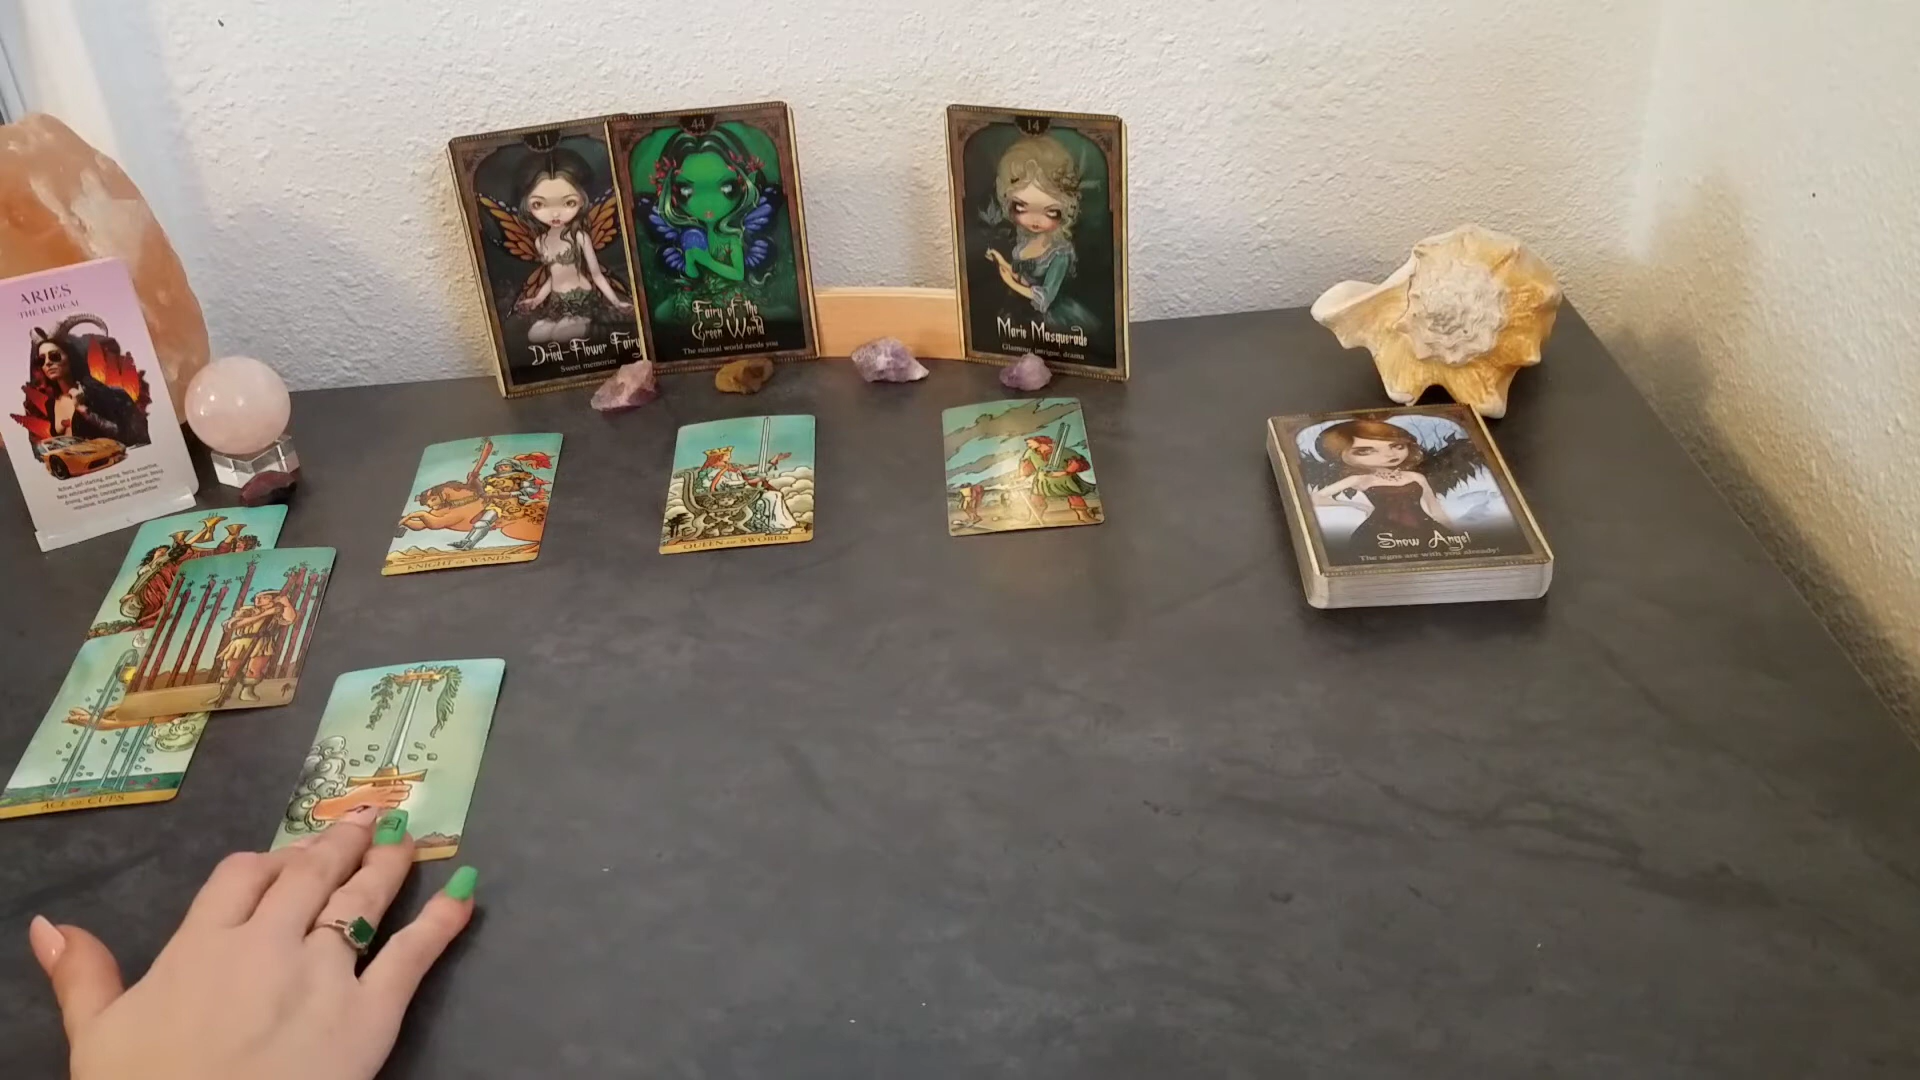 ARIES
THE RADICAL
11
Dried-Flower Fairy
Sweet memories
44
Fairy of the
Green World
The natural world needs you
14
Marie Masquerade
Glamour, intrigue, drama
Snow Angel
The signs are with you already!
KNIGHT OF WANDS
QUEEN OF SWORDS
III
IX
ACE OF CUPS